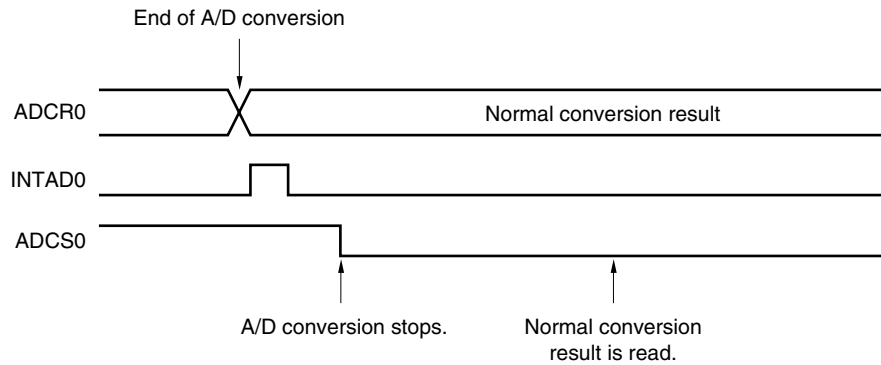 End of A/D conversion
ADCR0
Normal conversion result
INTAD0
ADCS0
A/D conversion stops.
Normal conversion
result is read.